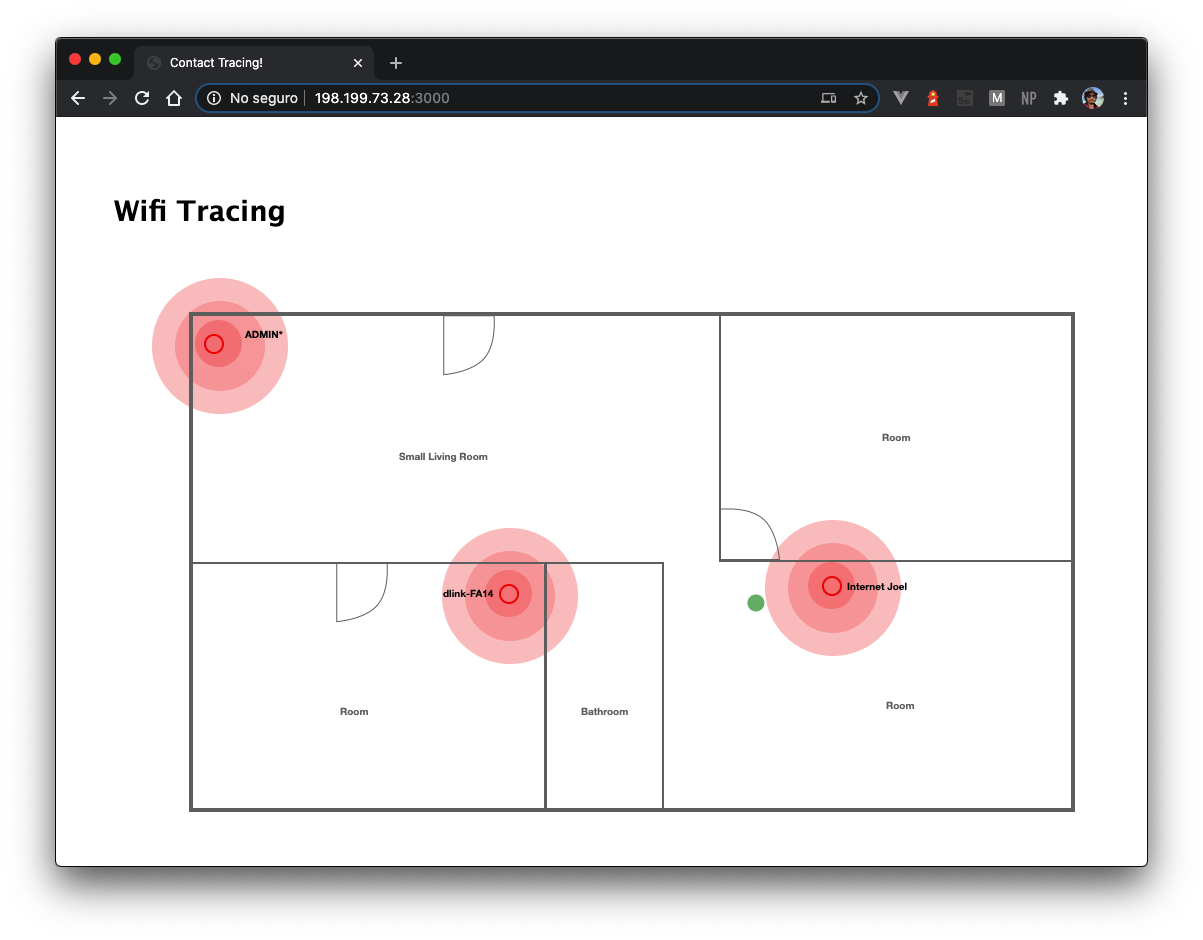 Contact Tracing!
No seguro 198.199.73.28:3000
M
NP
Wifi Tracing
ADMIN*
Room
Small Living Room
Internet Joel
dlink-FA14
Room
Room
Bathroom